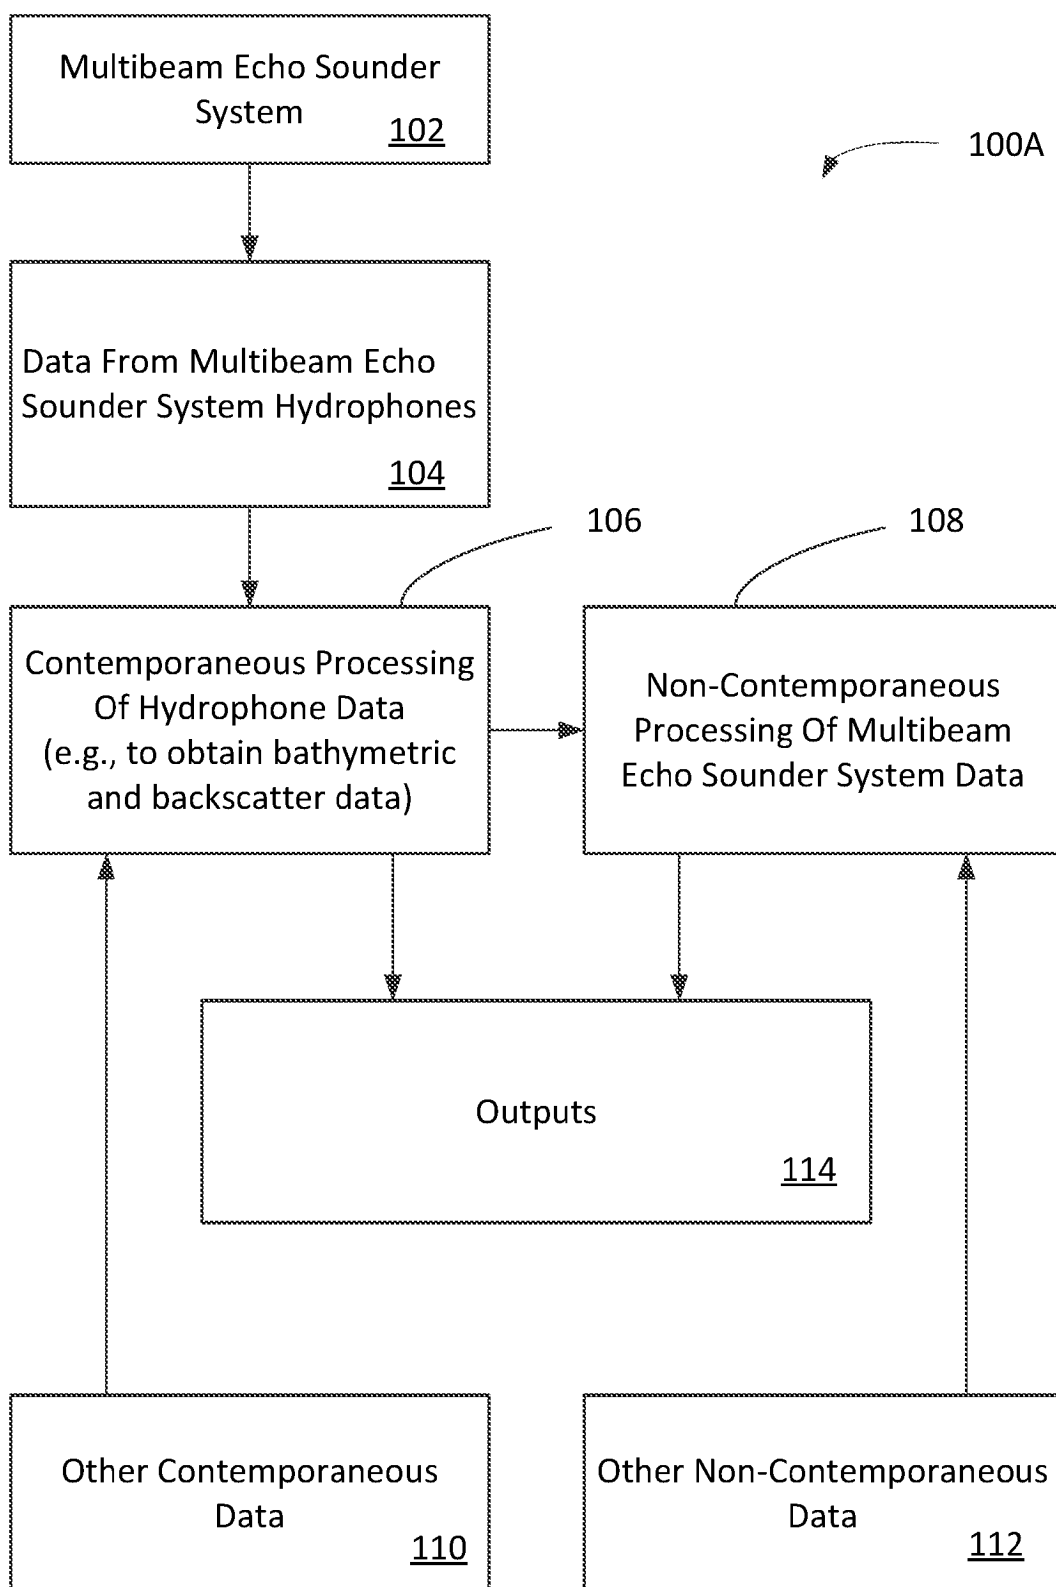 Multibeam Echo Sounder
System
102
100A
Data From Multibeam Echo
Sounder System Hydrophones
104
106
108
Contemporaneous Processing
Of Hydrophone Data
(e.g., to obtain bathymetric
and backscatter data)
Non-Contemporaneous
Processing Of Multibeam
Echo Sounder System Data
Outputs
114
Other Contemporaneous
Data
110
Other Non-Contemporaneous
Data
112